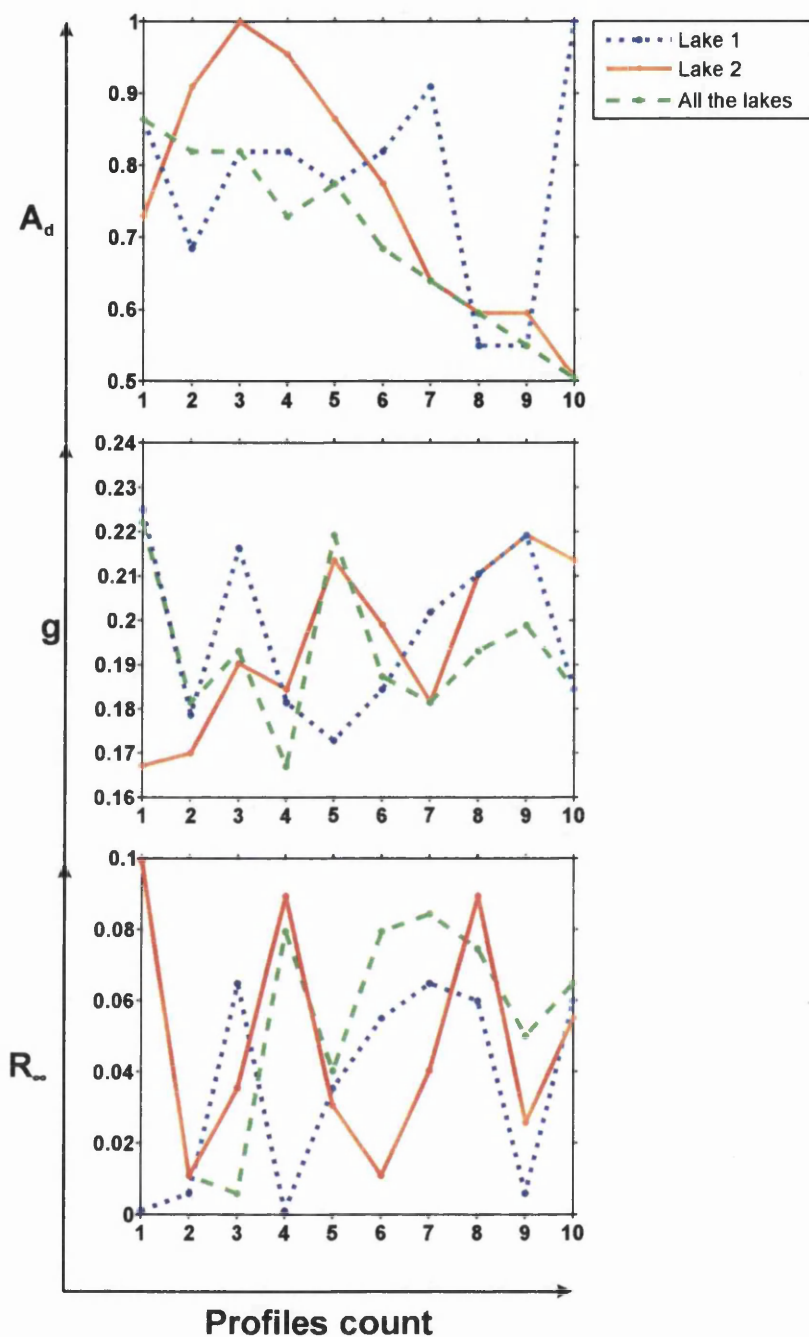 Lake 1
Lake 2
All the lakes
A_d
1
0.9
0.8
0.7
0.6
0.5
1 2 3 4 5 6 7 8 9 10
g
0.24
0.23
0.22
0.21
0.2
0.19
0.18
0.17
0.16
1 2 3 4 5 6 7 8 9 10
R_∞
0.1
0.08
0.06
0.04
0.02
0
1 2 3 4 5 6 7 8 9 10
Profiles count